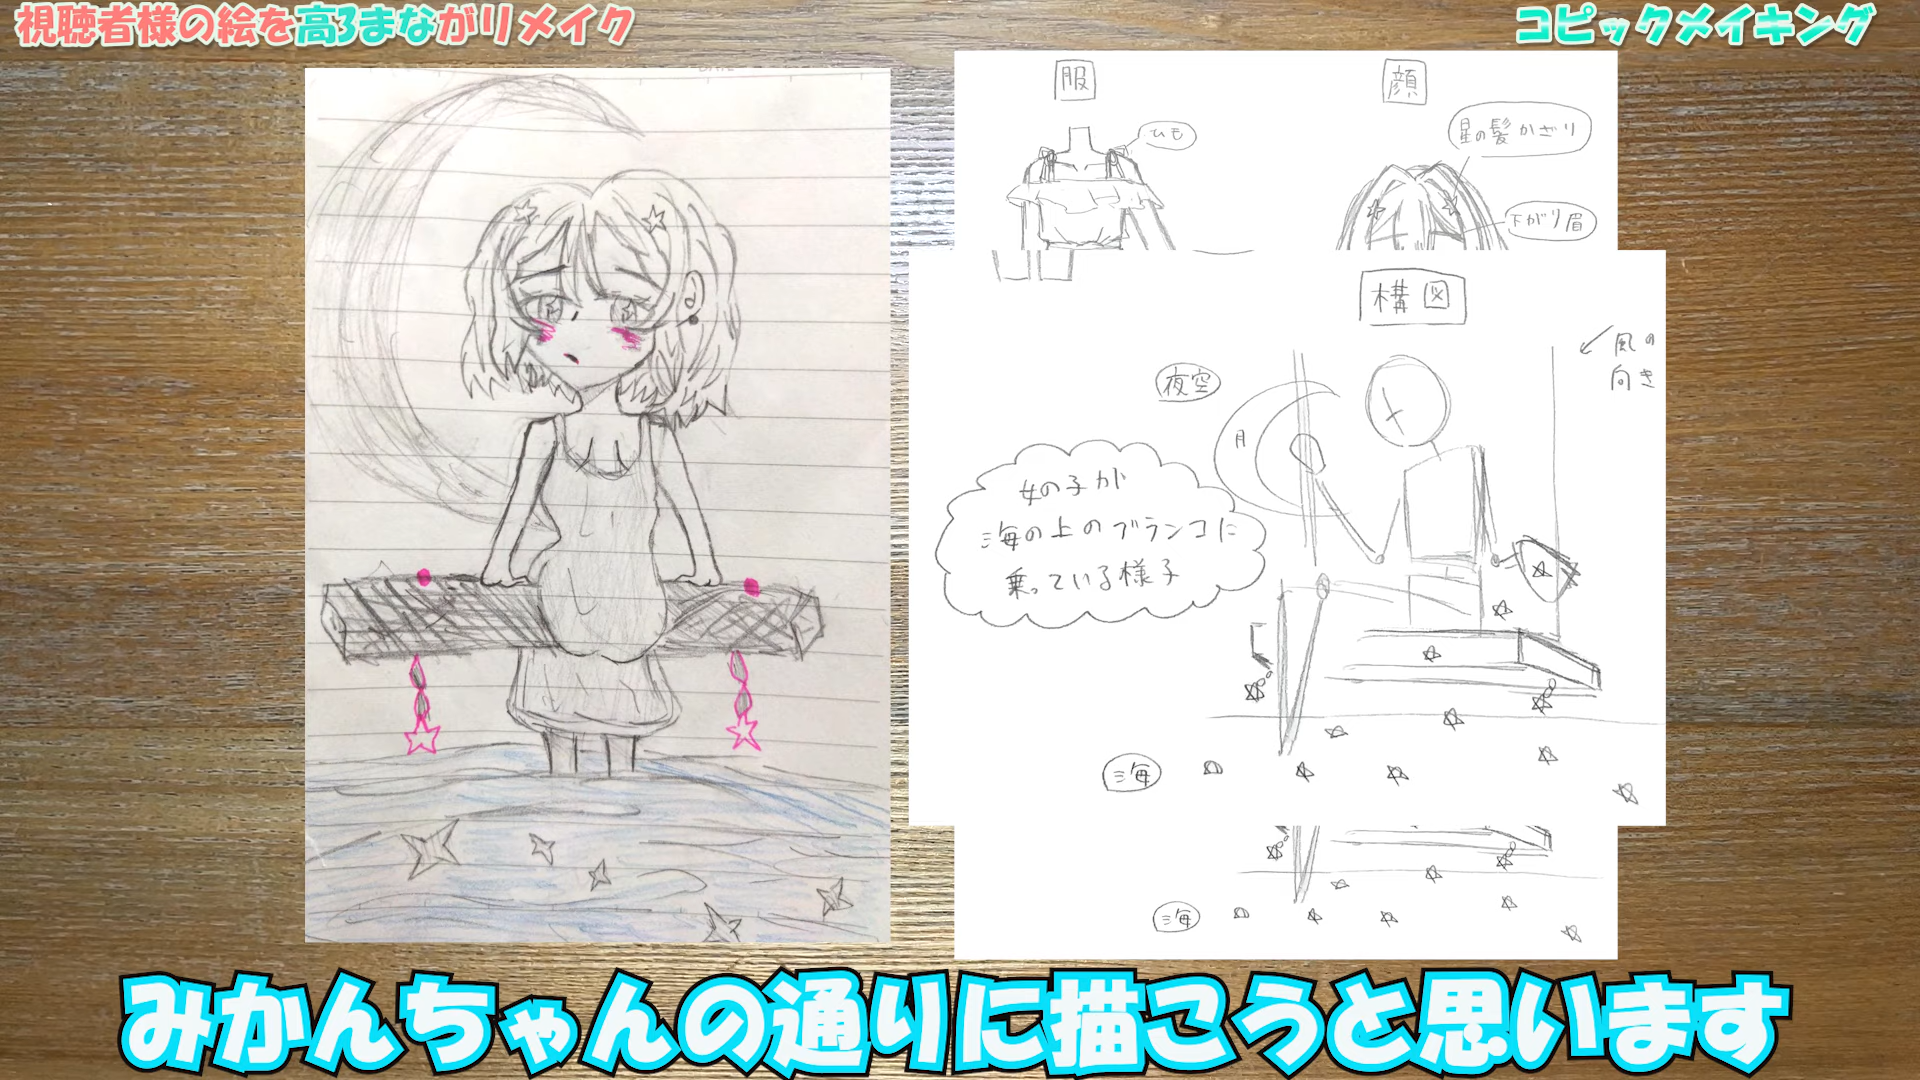 視聴者様の絵を高3まながリメイク
コピックメイキング
服
ひも
顔
星の髪かざり
下がり眉
構図
風の
向き
夜空
月
女の子が
海の上のブランコに
乗っている様子
海
海
みかんちゃんの通りに描こうと思います